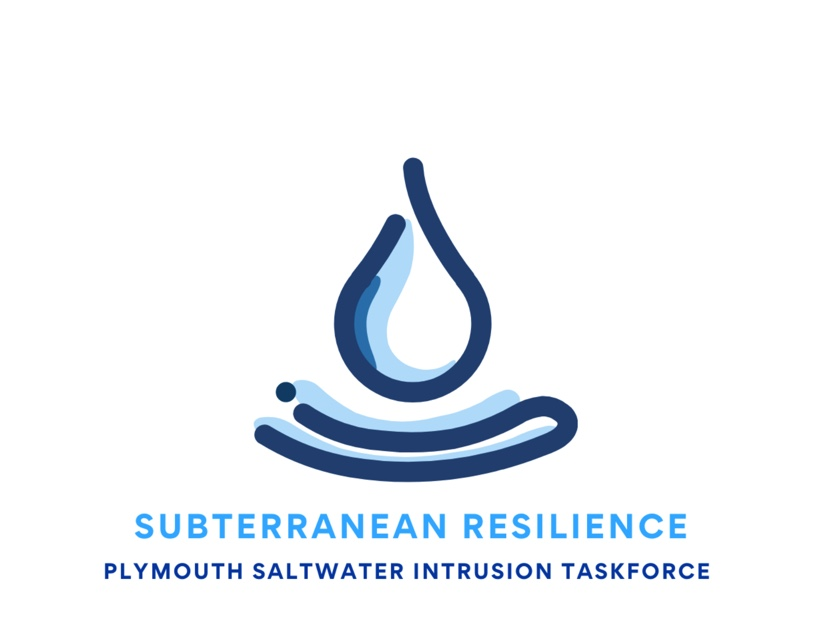 SUBTERRANEAN RESILIENCE
PLYMOUTH SALTWATER INTRUSION TASKFORCE